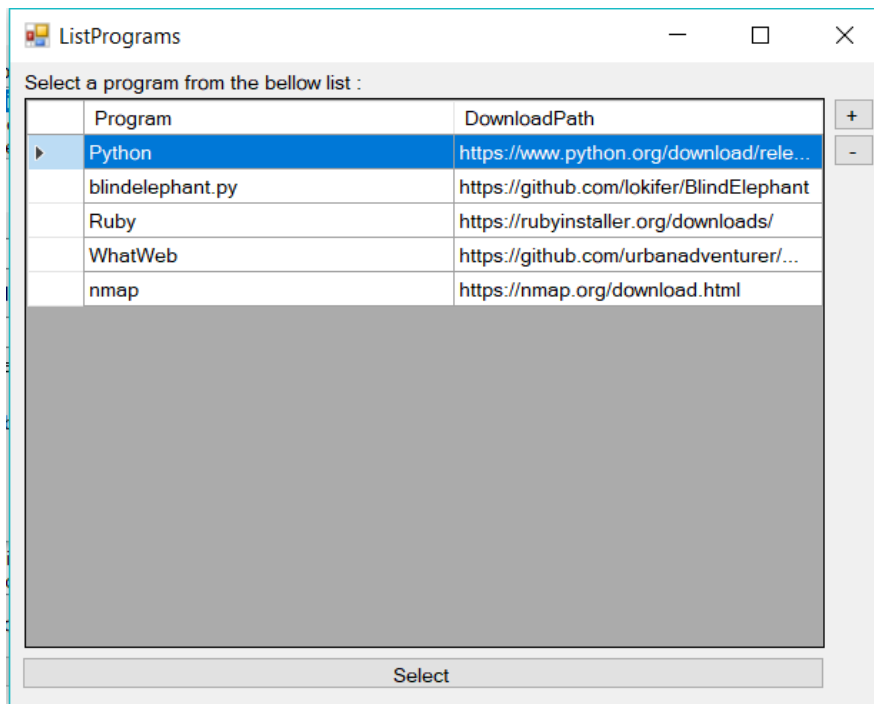 ListPrograms
Select a program from the bellow list :
Program DownloadPath
+
Python https://www.python.org/download/rele...
-
blindelephant.py https://github.com/lokifer/BlindElephant
Ruby https://rubyinstaller.org/downloads/
WhatWeb https://github.com/urbanadventurer/...
nmap https://nmap.org/download.html
Select